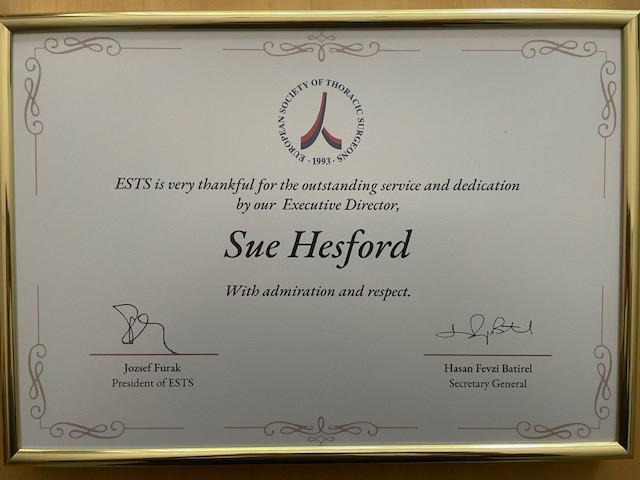 EUROPEAN SOCIETY OF THORACIC SURGEONS
· 1993 ·
ESTS is very thankful for the outstanding service and dedication
by our Executive Director,
Sue Hesford
With admiration and respect.
Jozsef Furak
President of ESTS
Hasan Fevzi Batirel
Secretary General